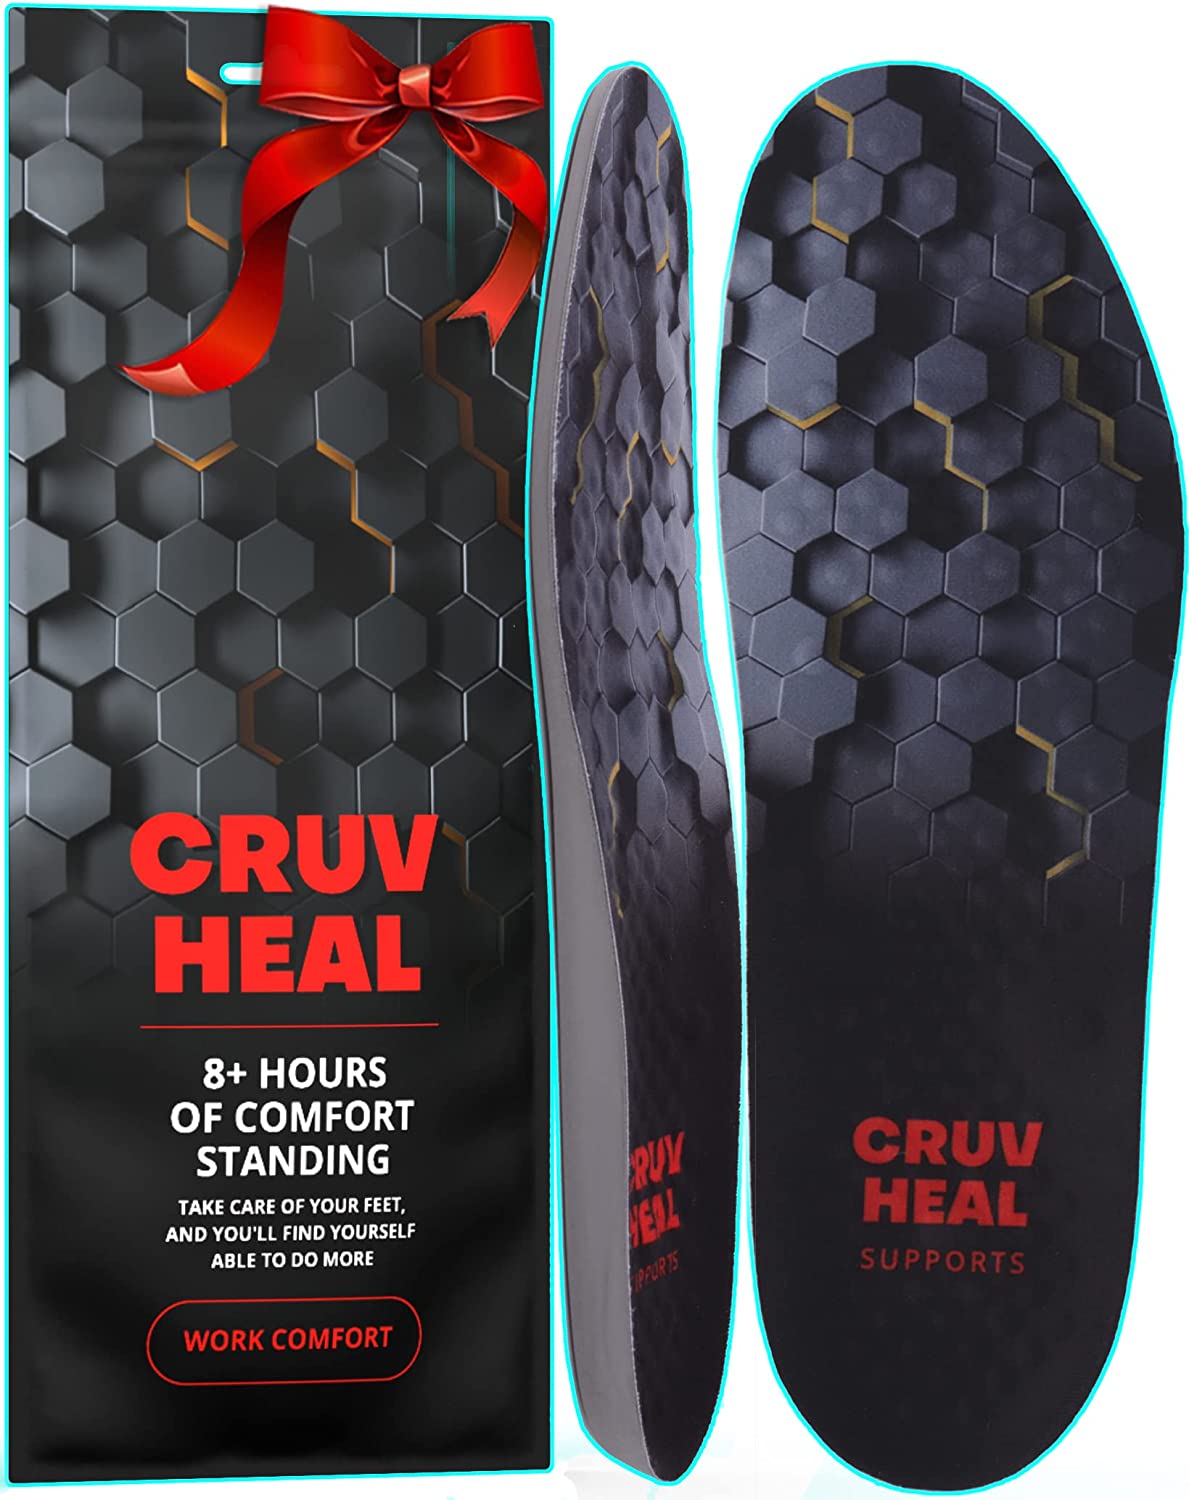 CRUV
HEAL
8+ HOURS
OF COMFORT
STANDING
TAKE CARE OF YOUR FEET,
AND YOU'LL FIND YOURSELF
ABLE TO DO MORE
WORK COMFORT
CRUV
HEAL
SUPPORTS
CRUV
HEAL
SUPPORTS